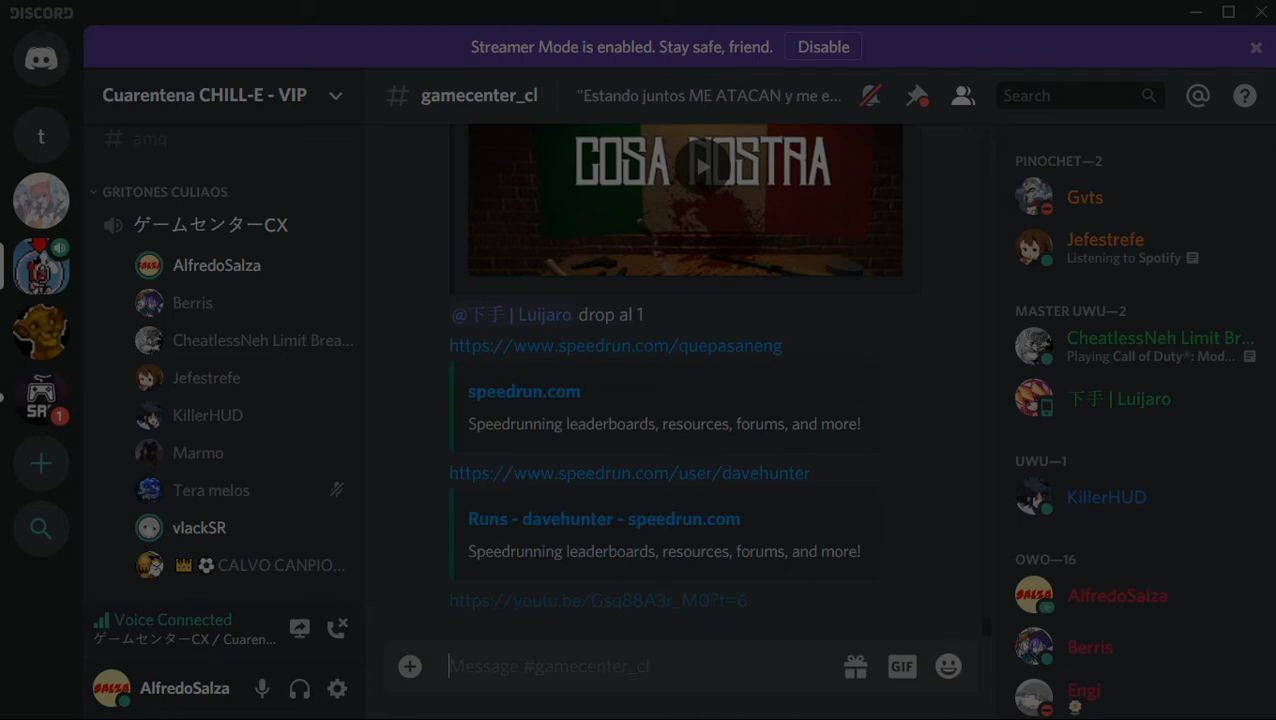 DISCORD
Streamer Mode is enabled. Stay safe, friend.
Disable
Cuarentena CHILL-E - VIP
# amq
GRITONES CULIAOS
ゲームセンターCX
AlfredoSalza
Berris
CheatlessNeh Limit Brea...
Jefestrefe
KillerHUD
Marmo
Tera melos
vlackSR
CALVO CANPIO...
Voice Connected
ゲームセンターCX / Cuaren...
AlfredoSalza
t
SR
1
# gamecenter_cl
"Estando juntos ME ATACAN y me e...
Search
COSA NOSTRA
@下手 | Luijaro drop al 1
https://www.speedrun.com/quepasaneng
speedrun.com
Speedrunning leaderboards, resources, forums, and more!
https://www.speedrun.com/user/davehunter
Runs - davehunter - speedrun.com
Speedrunning leaderboards, resources, forums, and more!
https://youtu.be/Gsq88A3r_M0?t=6
Message #gamecenter_cl
GIF
PINOCHET—2
Gvts
Jefestrefe
Listening to Spotify
MASTER UWU—2
CheatlessNeh Limit Br...
Playing Call of Duty®: Mod...
下手 | Luijaro
UWU—1
KillerHUD
OWO—16
AlfredoSalza
Berris
Engi